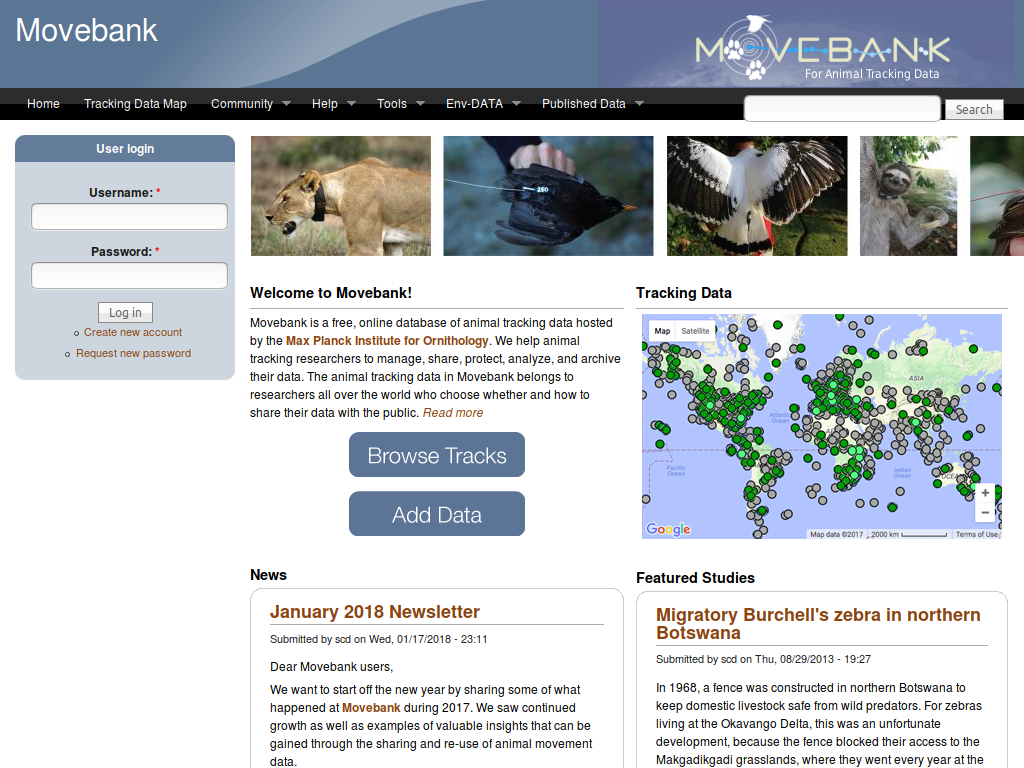 Movebank
MOVEBANK
For Animal Tracking Data
Home
Tracking Data Map
Community
Help
Tools
Env-DATA
Published Data
Search
User login
Username: *
Password: *
Log in
Create new account
Request new password
250
Welcome to Movebank!
Movebank is a free, online database of animal tracking data hosted
by the Max Planck Institute for Ornithology. We help animal
tracking researchers to manage, share, protect, analyze, and archive
their data. The animal tracking data in Movebank belongs to
researchers all over the world who choose whether and how to
share their data with the public. Read more
Browse Tracks
Add Data
Tracking Data
Map
Satellite
ASIA
Atlantic
Ocean
Pacific
Ocean
Indian
Ocean
+
−
Google
Map data ©2017
2000 km
Terms of Use
News
January 2018 Newsletter
Submitted by scd on Wed, 01/17/2018 - 23:11
Dear Movebank users,
We want to start off the new year by sharing some of what
happened at Movebank during 2017. We saw continued
growth as well as examples of valuable insights that can be
gained through the sharing and re-use of animal movement
data.
Featured Studies
Migratory Burchell's zebra in northern
Botswana
Submitted by scd on Thu, 08/29/2013 - 19:27
In 1968, a fence was constructed in northern Botswana to
keep domestic livestock safe from wild predators. For zebras
living at the Okavango Delta, this was an unfortunate
development, because the fence blocked their access to the
Makgadikgadi grasslands, where they went every year at the